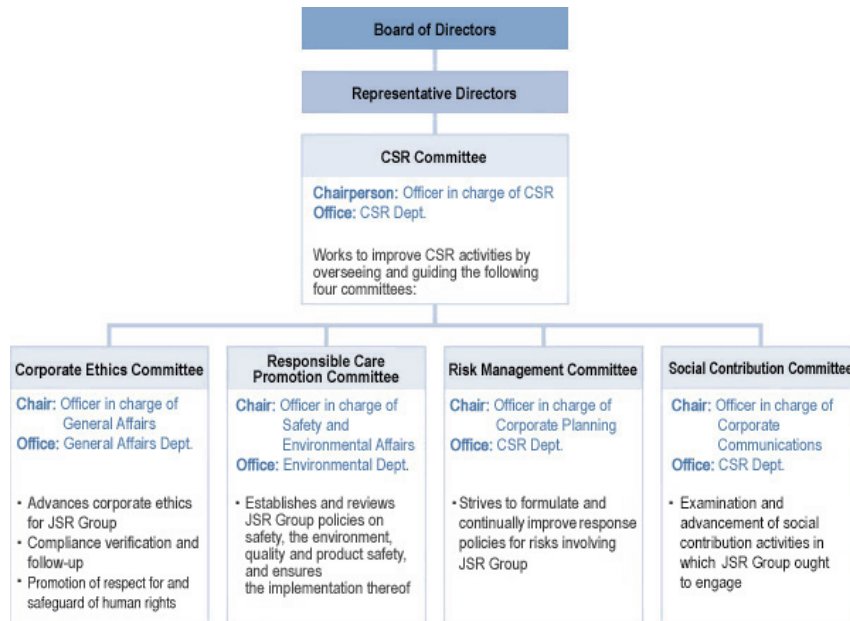 Board of Directors
Representative Directors
CSR Committee
Chairperson: Officer in charge of CSR
Office: CSR Dept.
Works to improve CSR activities by
overseeing and guiding the following
four committees:
Corporate Ethics Committee
Chair: Officer in charge of
General Affairs
Office: General Affairs Dept.
• Advances corporate ethics
for JSR Group
• Compliance verification and
follow-up
• Promotion of respect for and
safeguard of human rights
Responsible Care
Promotion Committee
Chair: Officer in charge of
Safety and
Environmental Affairs
Office: Environmental Dept.
• Establishes and reviews
JSR Group policies on
safety, the environment,
quality and product safety,
and ensures
the implementation thereof
Risk Management Committee
Chair: Officer in charge of
Corporate Planning
Office: CSR Dept.
• Strives to formulate and
continually improve response
policies for risks involving
JSR Group
Social Contribution Committee
Chair: Officer in charge of
Corporate
Communications
Office: CSR Dept.
• Examination and
advancement of social
contribution activities in
which JSR Group ought
to engage